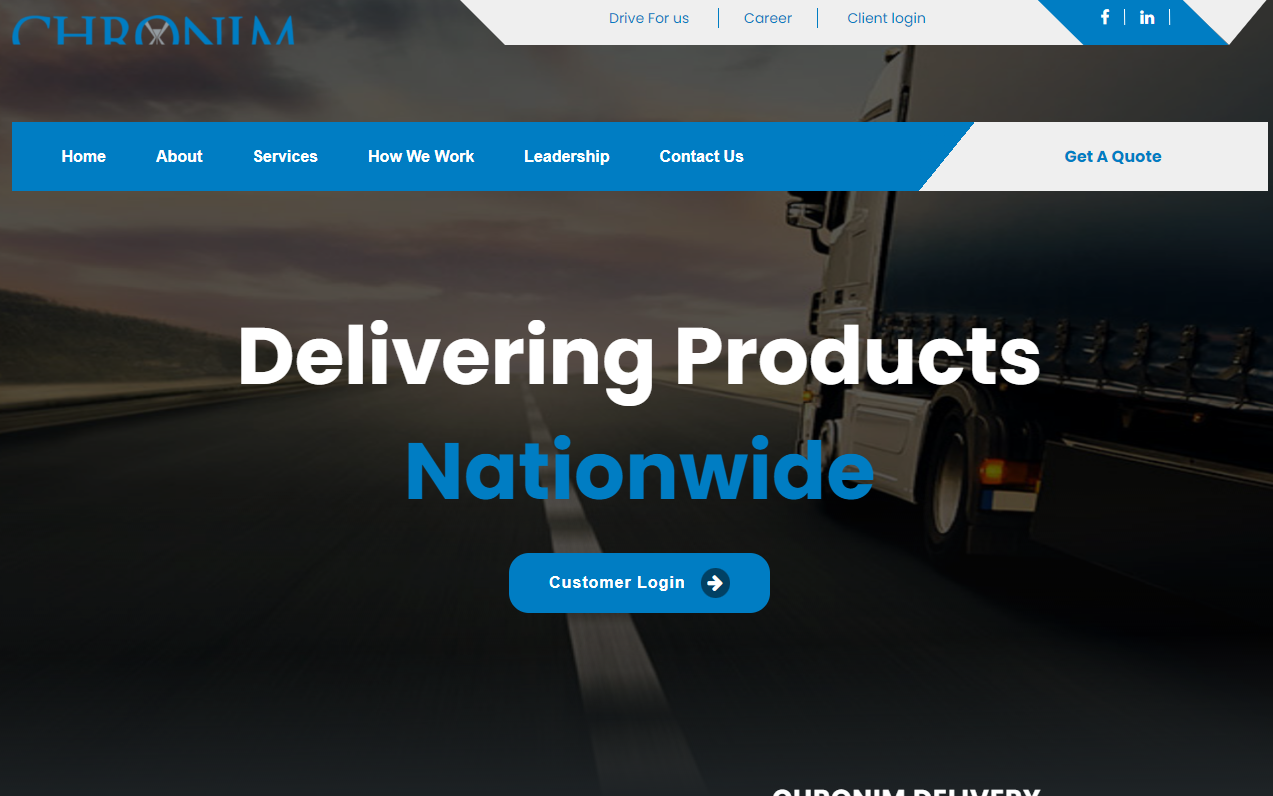 CHRONIM
Drive For us
Career
Client login
Home
About
Services
How We Work
Leadership
Contact Us
Get A Quote
Delivering Products
Nationwide
Customer Login
CHRONIM DELIVERY